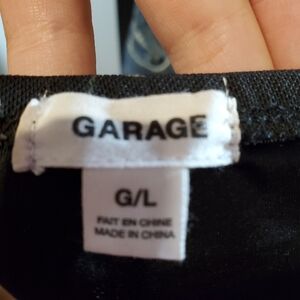 GARAGE
G/L
FAIT EN CHINE
MADE IN CHINA